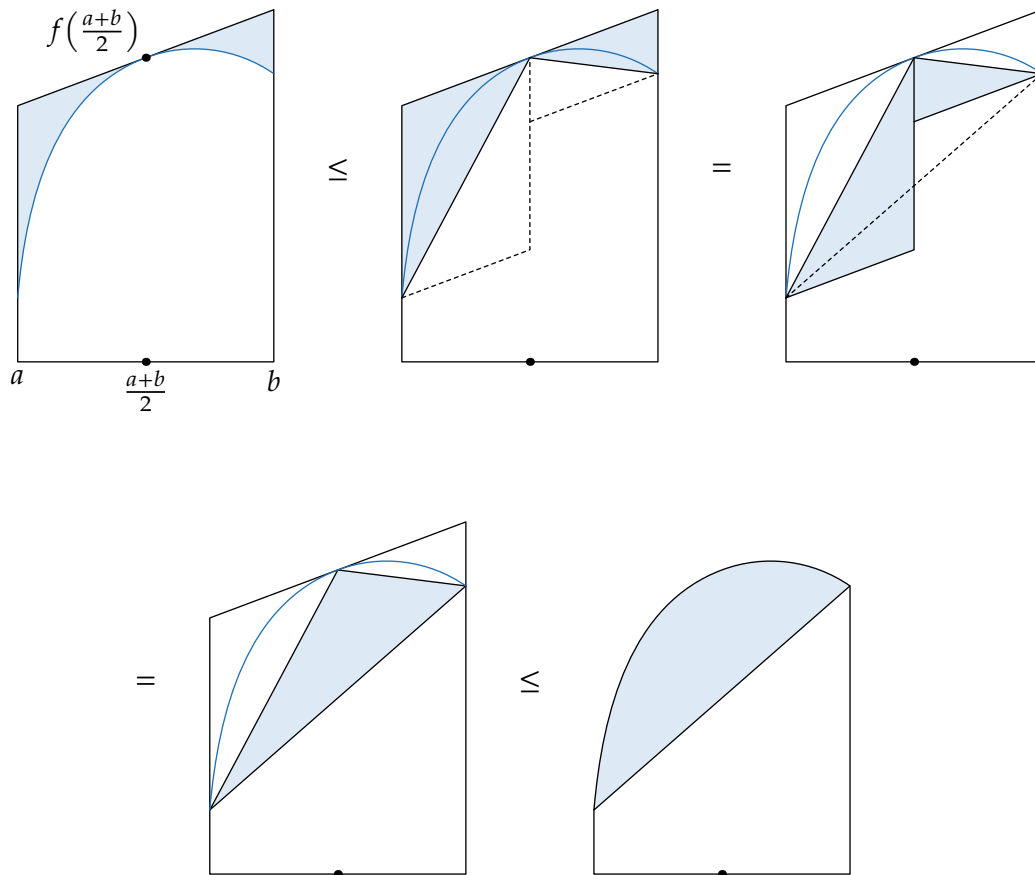 f((a+b)/2)
≤ =
a (a+b)/2 b
= ≤